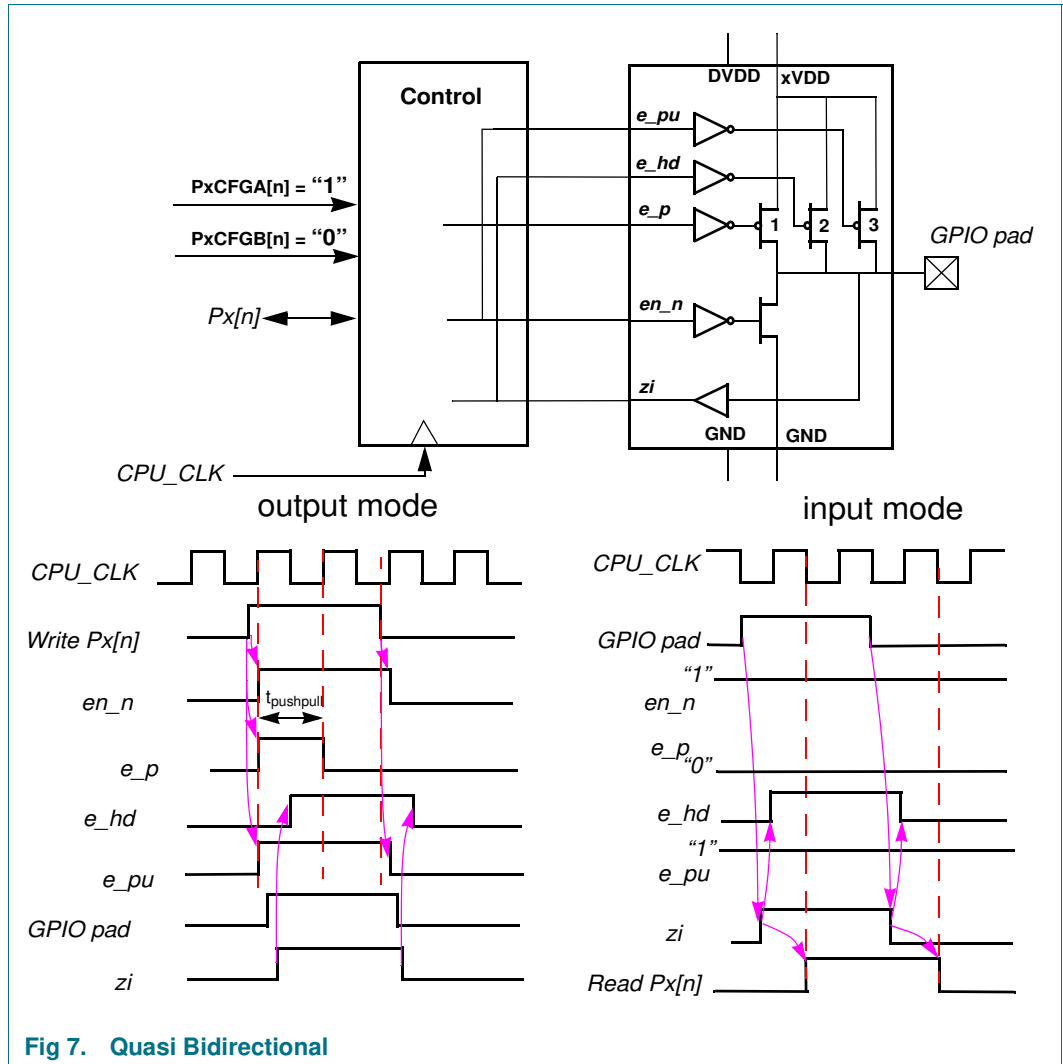 DVDD
xVDD
Control
e_pu
e_hd
PxCFGA[n] = “1”
e_p
1
2
3
PxCFGB[n] = “0”
GPIO pad
Px[n]
en_n
zi
GND
GND
CPU_CLK
output mode
input mode
CPU_CLK
Write Px[n]
en_n
tpushpull
e_p
e_hd
e_pu
GPIO pad
zi
CPU_CLK
GPIO pad
“1”
en_n
e_p
“0”
e_hd
“1”
e_pu
zi
Read Px[n]
Fig 7. Quasi Bidirectional